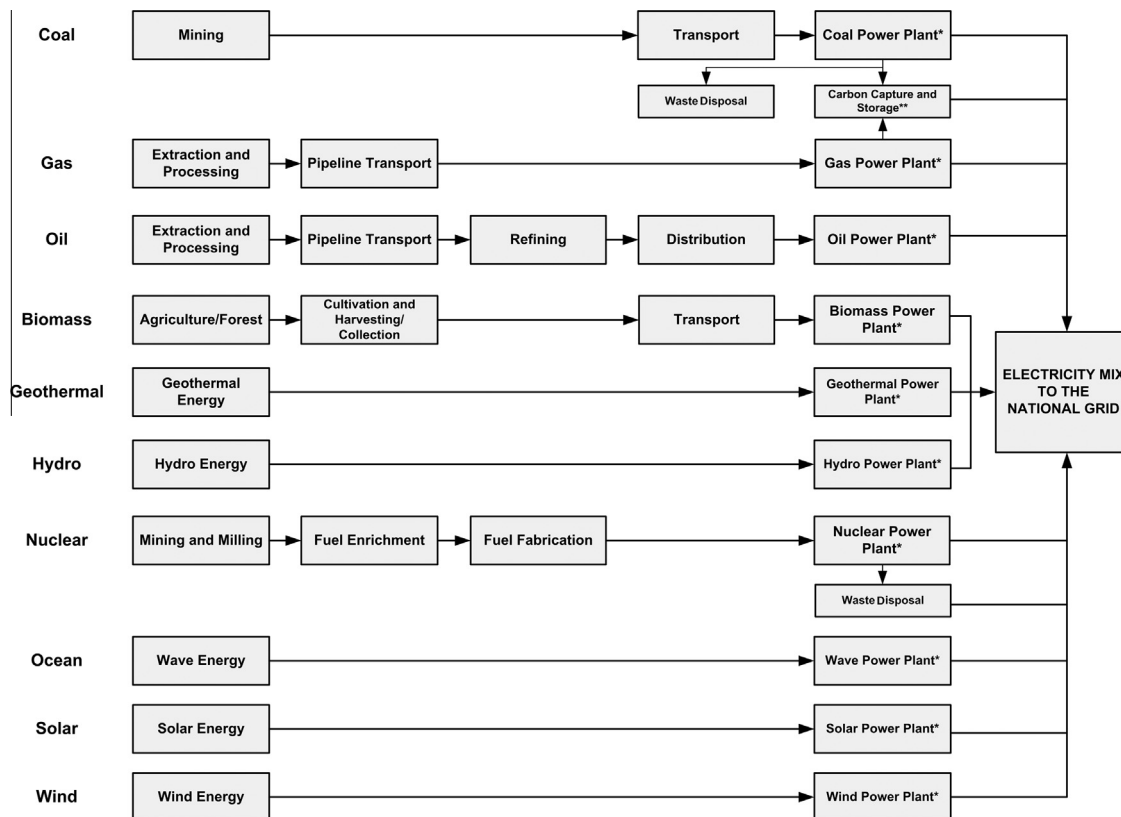 Coal
Mining
Transport
Coal Power Plant*
Waste Disposal
Carbon Capture and
Storage**
Gas
Extraction and
Processing
Pipeline Transport
Gas Power Plant*
Oil
Extraction and
Processing
Pipeline Transport
Refining
Distribution
Oil Power Plant*
Biomass
Agriculture/Forest
Cultivation and
Harvesting/
Collection
Transport
Biomass Power
Plant*
ELECTRICITY MIX
TO THE
NATIONAL GRID
Geothermal
Geothermal
Energy
Geothermal Power
Plant*
Hydro
Hydro Energy
Hydro Power Plant*
Nuclear
Mining and Milling
Fuel Enrichment
Fuel Fabrication
Nuclear Power
Plant*
Waste Disposal
Ocean
Wave Energy
Wave Power Plant*
Solar
Solar Energy
Solar Power Plant*
Wind
Wind Energy
Wind Power Plant*